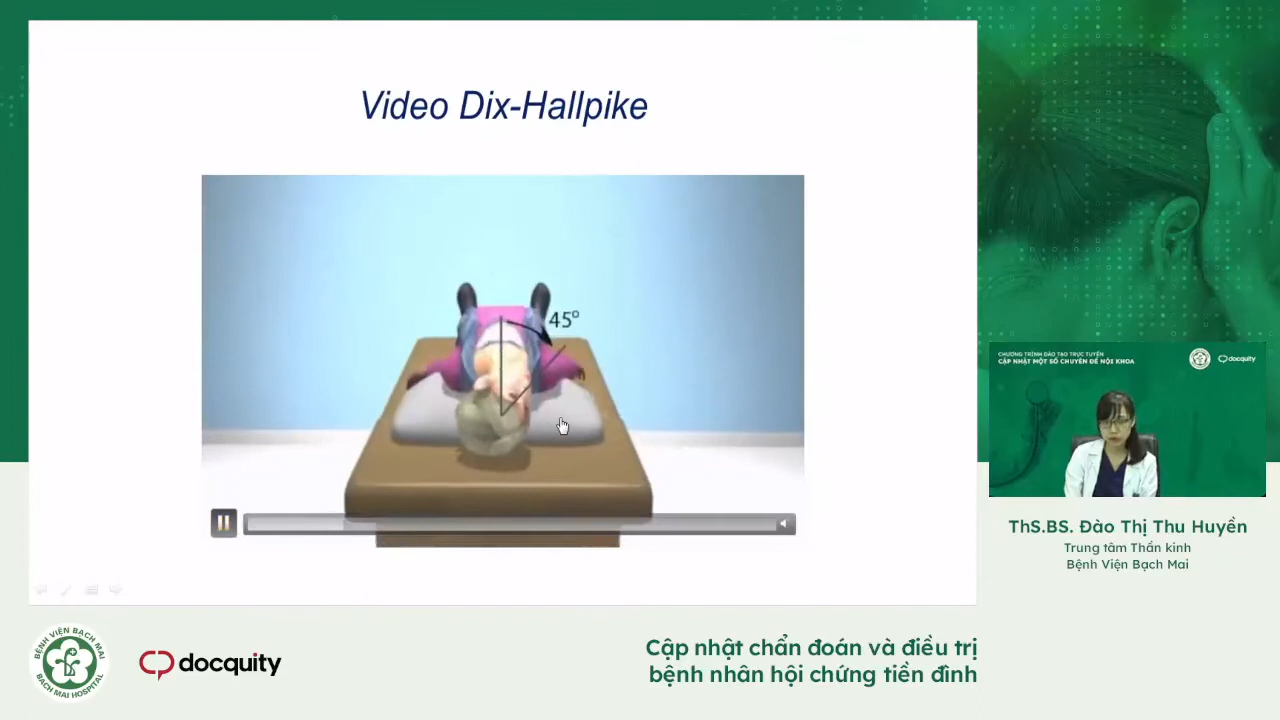 Video Dix-Hallpike
45°
CHƯƠNG TRÌNH ĐÀO TẠO TRỰC TUYẾN
CẬP NHẬT MỘT SỐ CHUYÊN ĐỀ NỘI KHOA
docquity
ThS.BS. Đào Thị Thu Huyền
Trung tâm Thần kinh
Bệnh Viện Bạch Mai
BỆNH VIỆN BẠCH MAI
BACH MAI HOSPITAL
docquity
Cập nhật chẩn đoán và điều trị
bệnh nhân hội chứng tiền đình